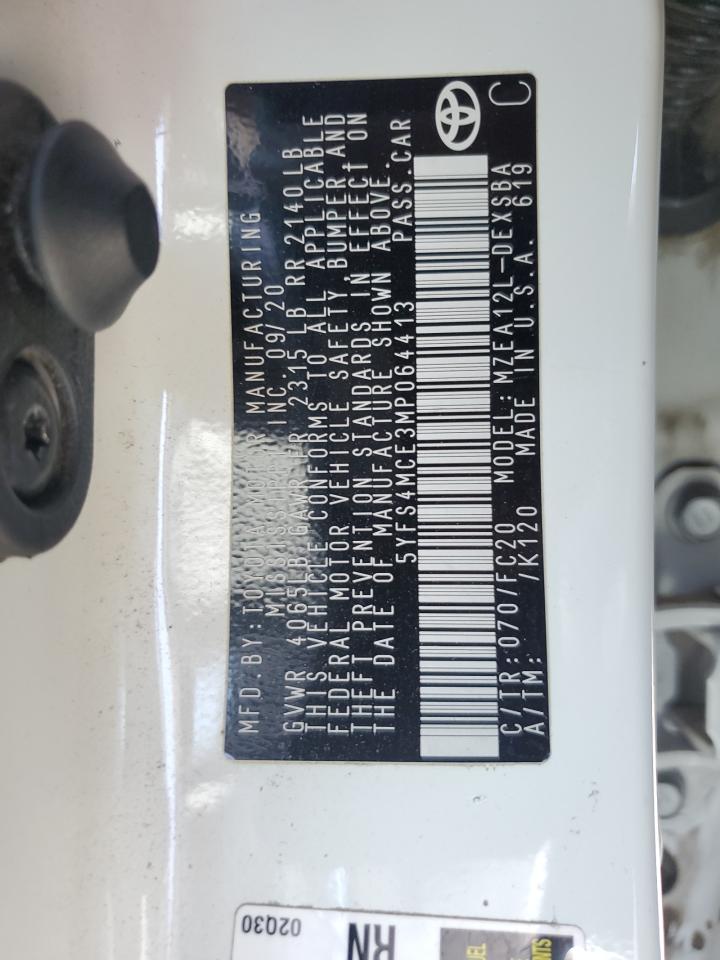 MFD.BY:TOYOTA MOTOR MANUFACTURING
MISSISSIPPI, INC. 09/20
GVWR 4065LB GAWR FR 2315 LB RR 2140LB
THIS VEHICLE CONFORMS TO ALL APPLICABLE
FEDERAL MOTOR VEHICLE SAFETY BUMPER AND
THEFT PREVENTION STANDARDS IN EFFECT ON
THE DATE OF MANUFACTURE SHOWN ABOVE.
5YFS4MCE3MP064413 PASS.CAR
C/TR:070/FC20 MODEL:MZEA12L-DEXSBA
A/TM: /K120 MADE IN U.S.A. 619
C
02Q30
RN